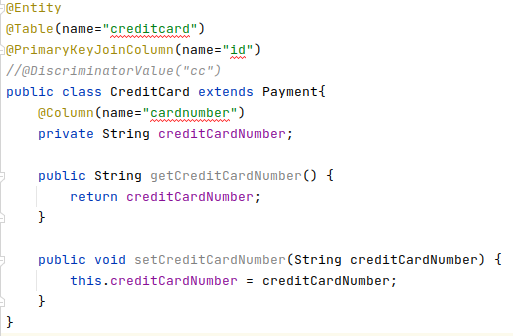 @Entity
@Table(name="creditcard")
@PrimaryKeyJoinColumn(name="id")
//@DiscriminatorValue("cc")
public class CreditCard extends Payment{
    @Column(name="cardnumber")
    private String creditCardNumber;

    public String getCreditCardNumber() {
        return creditCardNumber;
    }

    public void setCreditCardNumber(String creditCardNumber) {
        this.creditCardNumber = creditCardNumber;
    }
}